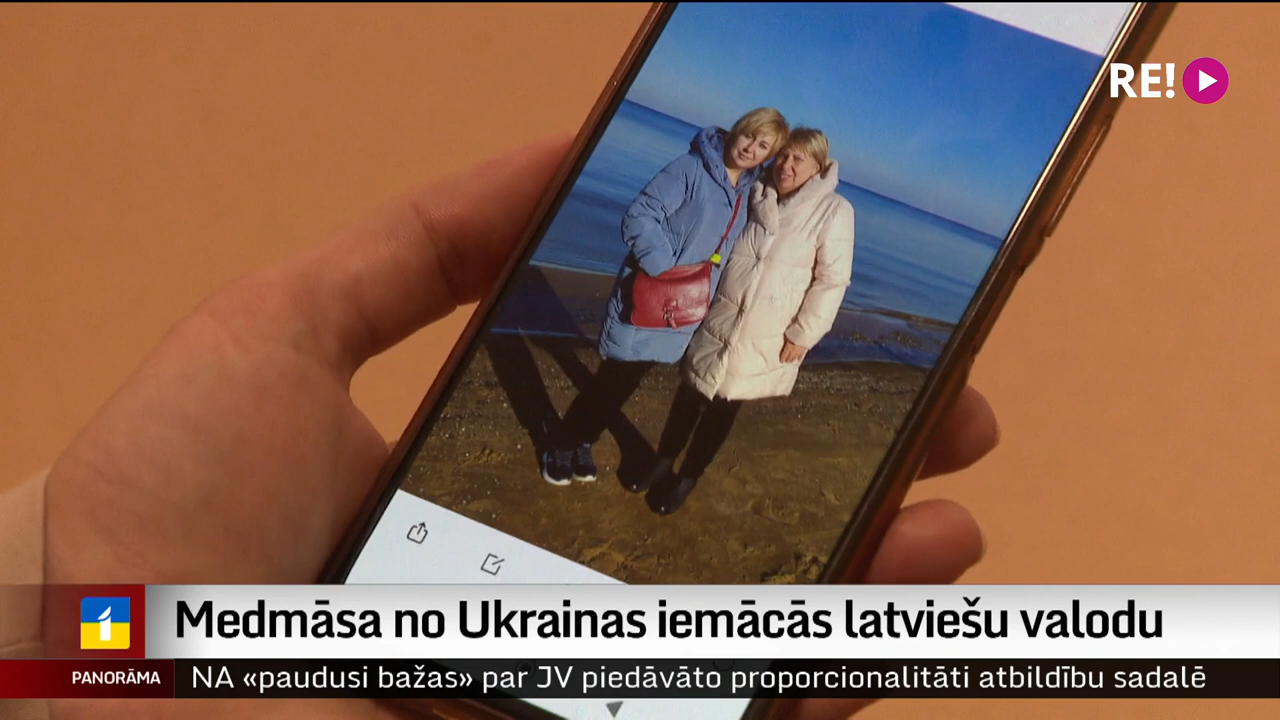 RE!
Medmāsa no Ukrainas iemācās latviešu valodu
1
PANORĀMA
NA «paudusi bažas» par JV piedāvāto proporcionalitāti atbildību sadalē